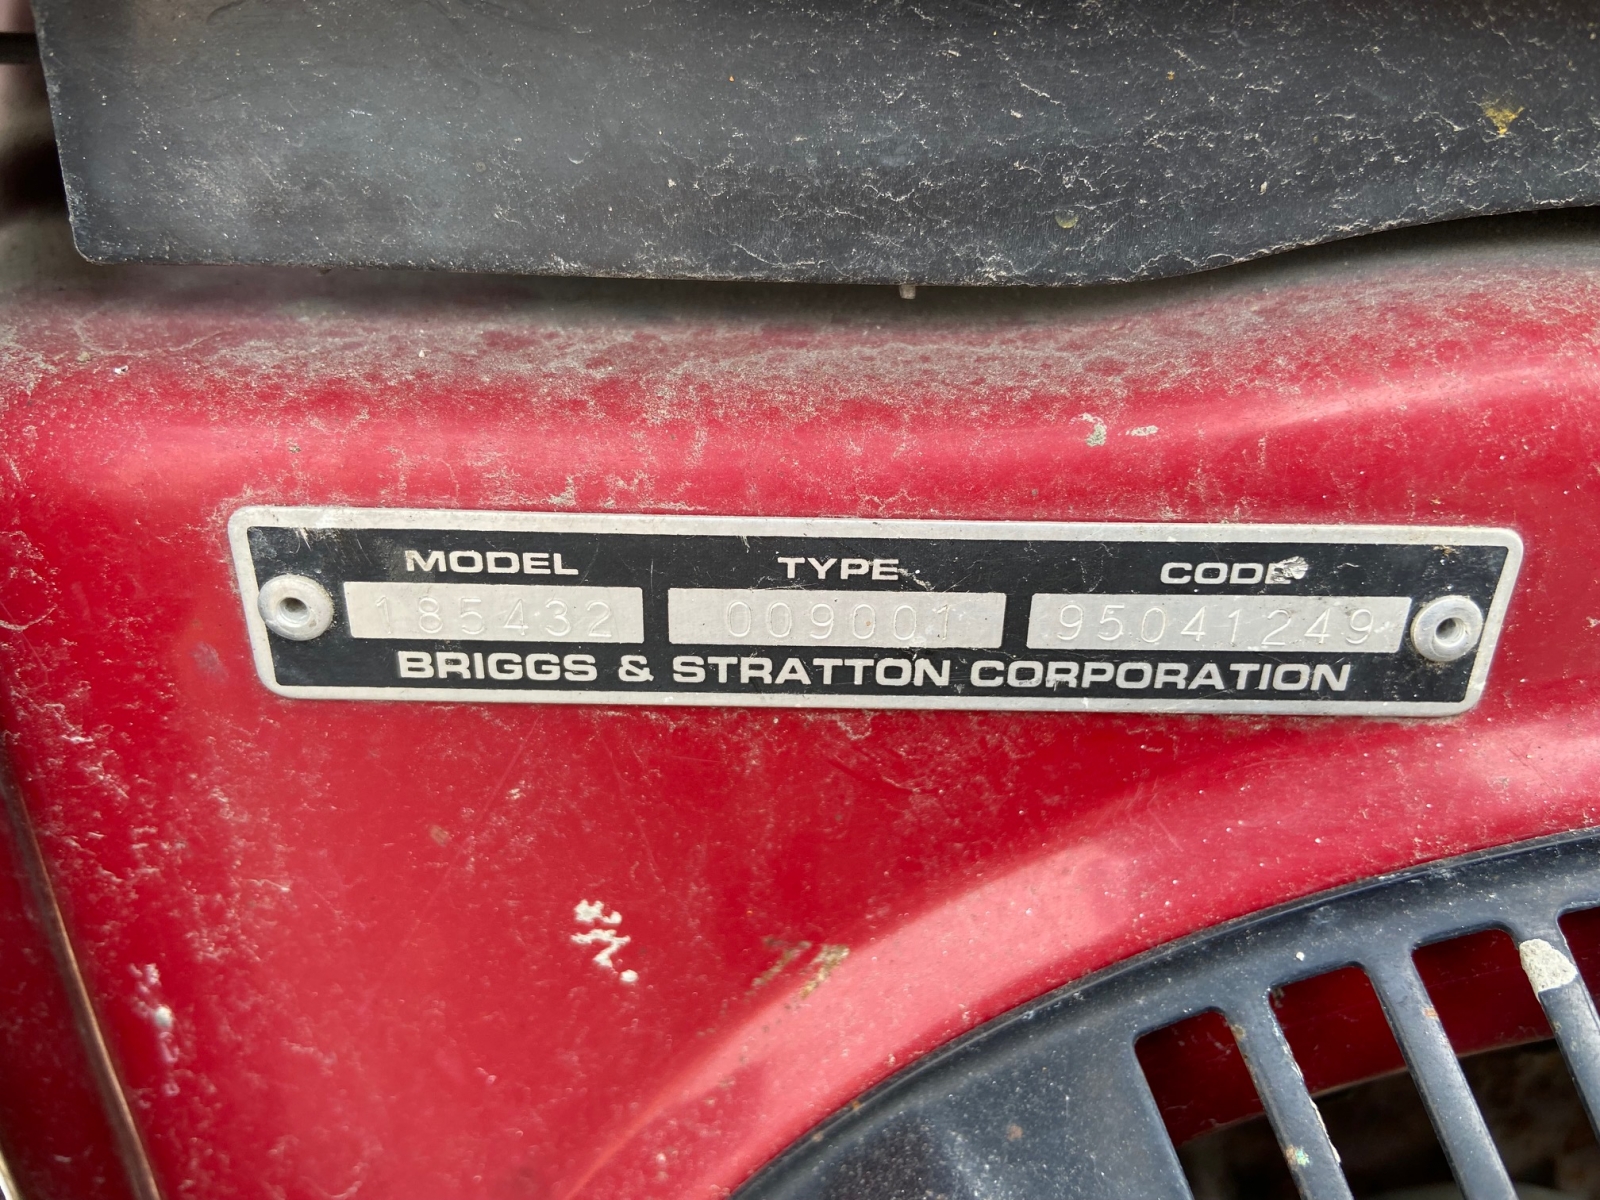 MODEL TYPE CODE
185432 009001 95041249
BRIGGS & STRATTON CORPORATION